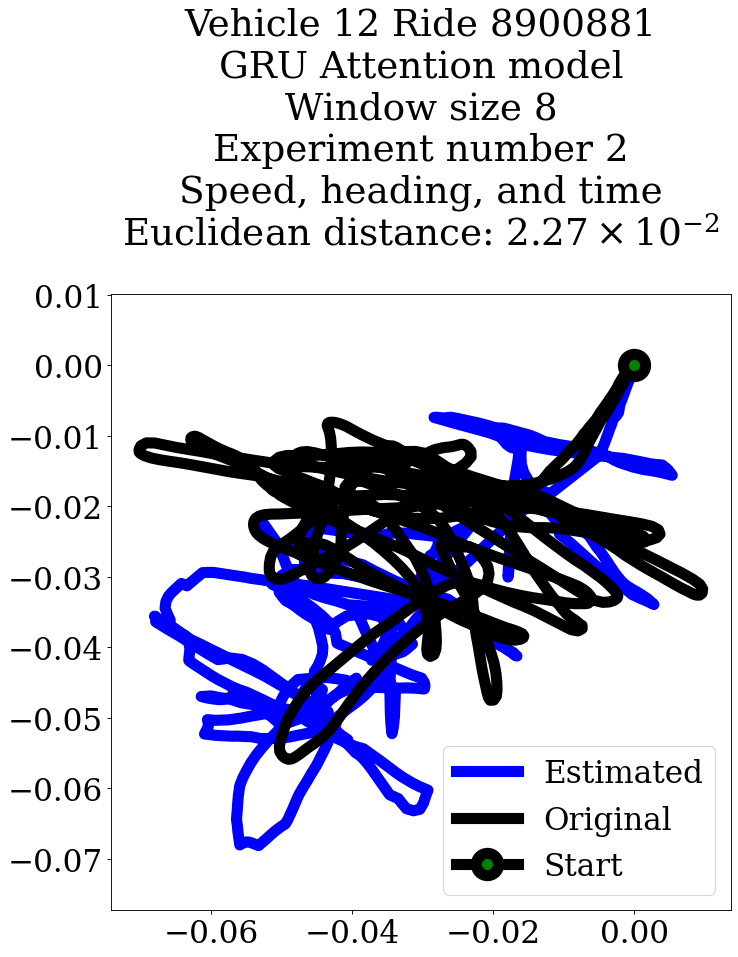 Vehicle 12 Ride 8900881
GRU Attention model
Window size 8
Experiment number 2
Speed, heading, and time
Euclidean distance: 2.27 × 10⁻²
0.01
0.00
−0.01
−0.02
−0.03
−0.04
−0.05
−0.06
−0.07
Estimated
Original
Start
−0.06 −0.04 −0.02 0.00